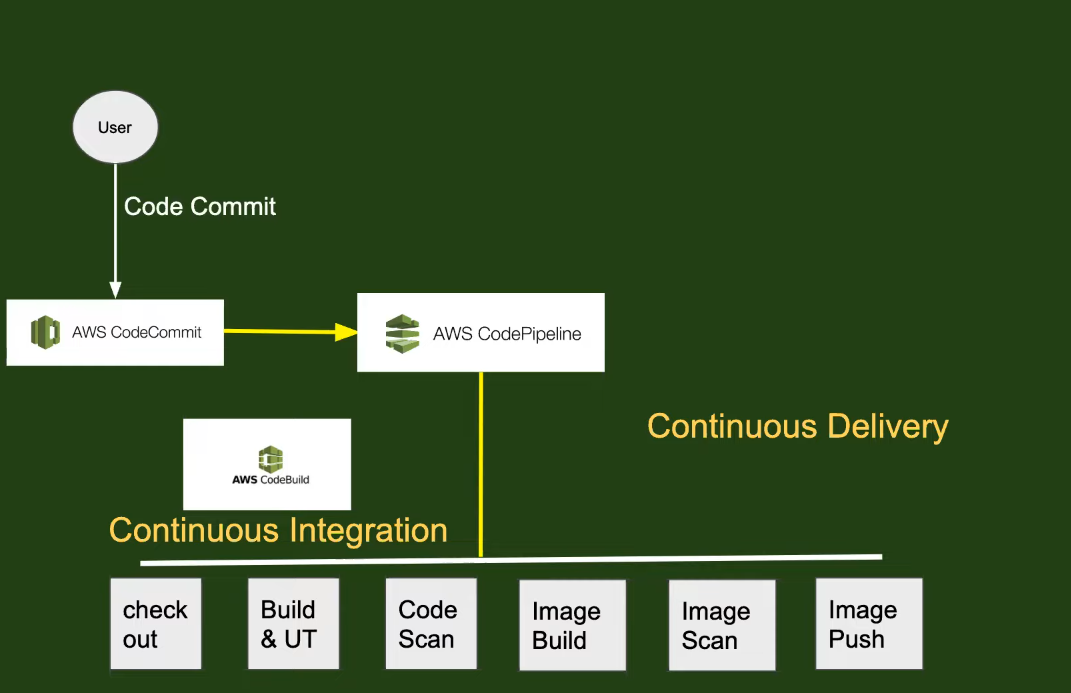 User
Code Commit
AWS CodeCommit
AWS CodePipeline
Continuous Delivery
AWS CodeBuild
Continuous Integration
check
out
Build
& UT
Code
Scan
Image
Build
Image
Scan
Image
Push